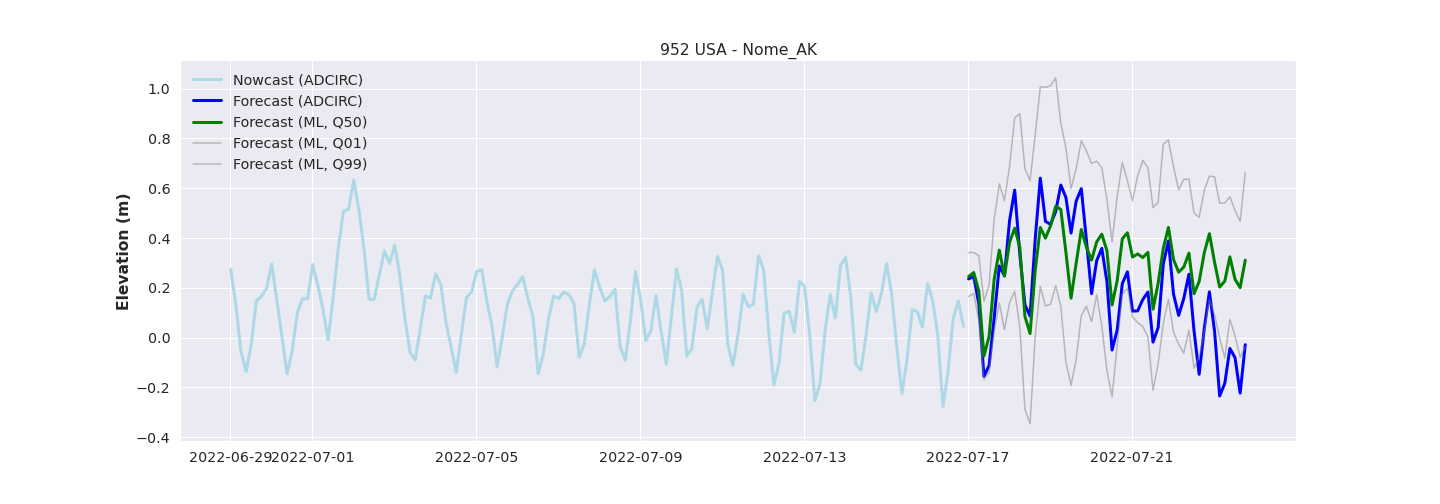 952 USA - Nome_AK
Nowcast (ADCIRC)
Forecast (ADCIRC)
Forecast (ML, Q50)
Forecast (ML, Q01)
Forecast (ML, Q99)
Elevation (m)
1.0
0.8
0.6
0.4
0.2
0.0
−0.2
−0.4
2022-06-29 2022-07-01 2022-07-05 2022-07-09 2022-07-13 2022-07-17 2022-07-21